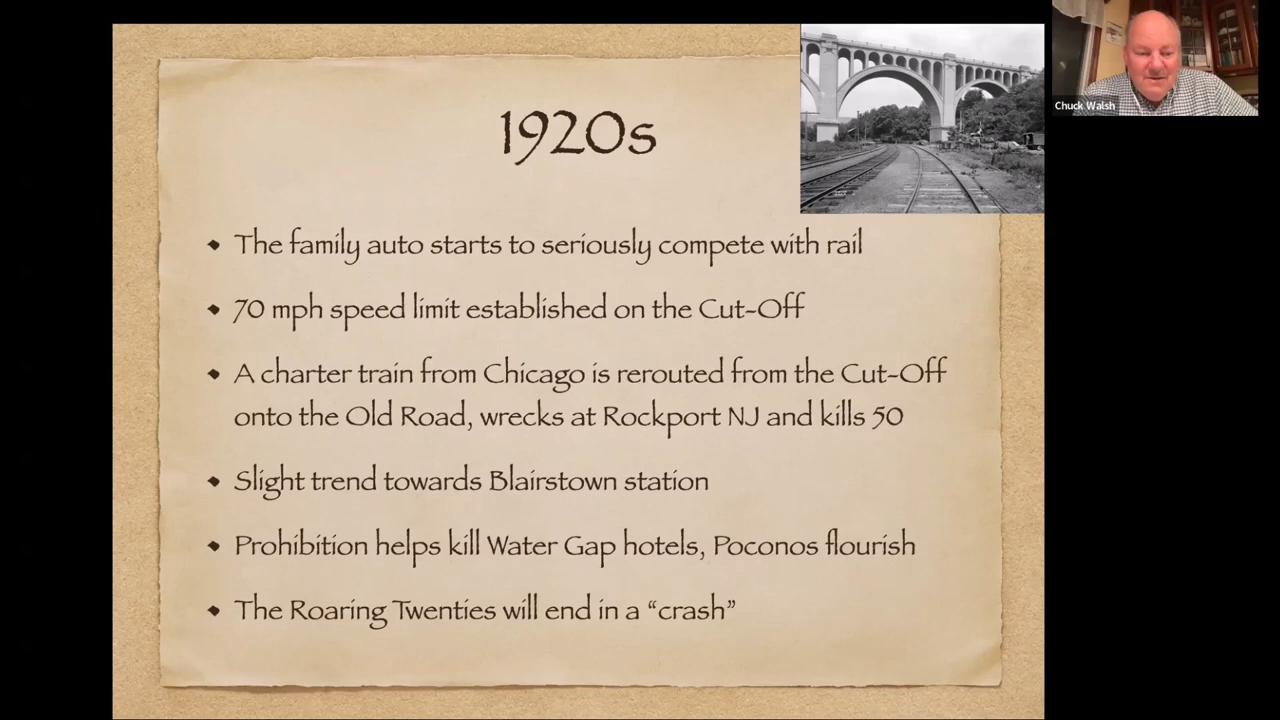 1920s
Chuck Walsh
• The family auto starts to seriously compete with rail
• 70 mph speed limit established on the Cut-Off
• A charter train from Chicago is rerouted from the Cut-Off
onto the Old Road, wrecks at Rockport NJ and kills 50
• Slight trend towards Blairstown station
• Prohibition helps kill Water Gap hotels, Poconos flourish
• The Roaring Twenties will end in a “crash”